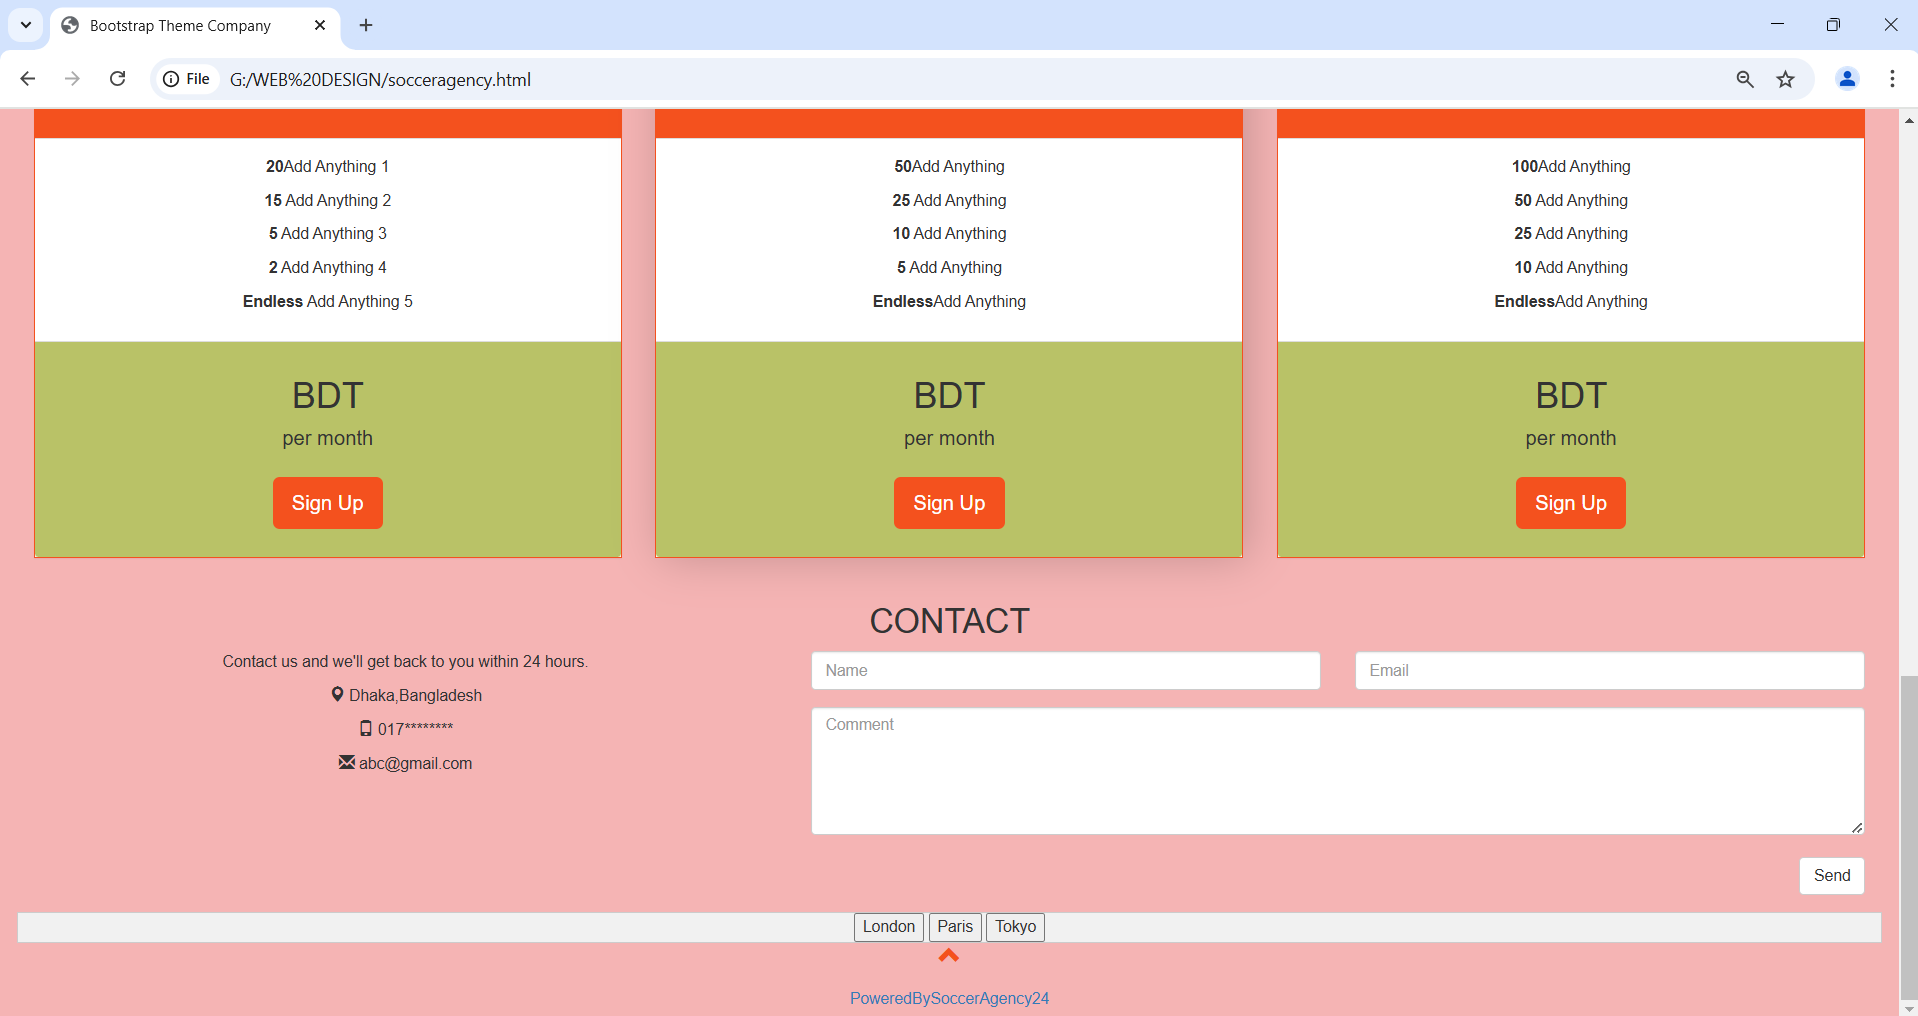 Bootstrap Theme Company
File
G:/WEB%20DESIGN/socceragency.html
20Add Anything 1
15 Add Anything 2
5 Add Anything 3
2 Add Anything 4
Endless Add Anything 5
BDT
per month
Sign Up
50Add Anything
25 Add Anything
10 Add Anything
5 Add Anything
EndlessAdd Anything
BDT
per month
Sign Up
100Add Anything
50 Add Anything
25 Add Anything
10 Add Anything
EndlessAdd Anything
BDT
per month
Sign Up
CONTACT
Contact us and we'll get back to you within 24 hours.
Dhaka,Bangladesh
017********
abc@gmail.com
Name
Email
Comment
Send
London Paris Tokyo
PoweredBySoccerAgency24